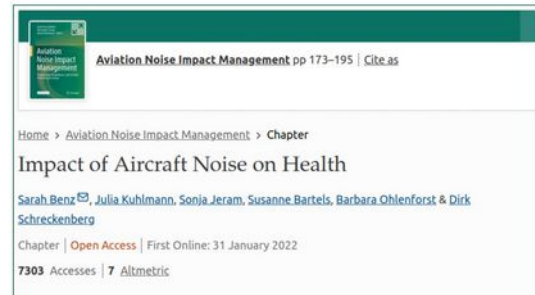 Aviation
Noise Impact
Management
Aviation Noise Impact Management pp 173–195 | Cite as
Home > Aviation Noise Impact Management > Chapter
Impact of Aircraft Noise on Health
Sarah Benz, Julia Kuhlmann, Sonja Jeram, Susanne Bartels, Barbara Ohlenforst & Dirk
Schreckenberg
Chapter | Open Access | First Online: 31 January 2022
7303 Accesses | 7 Altmetric